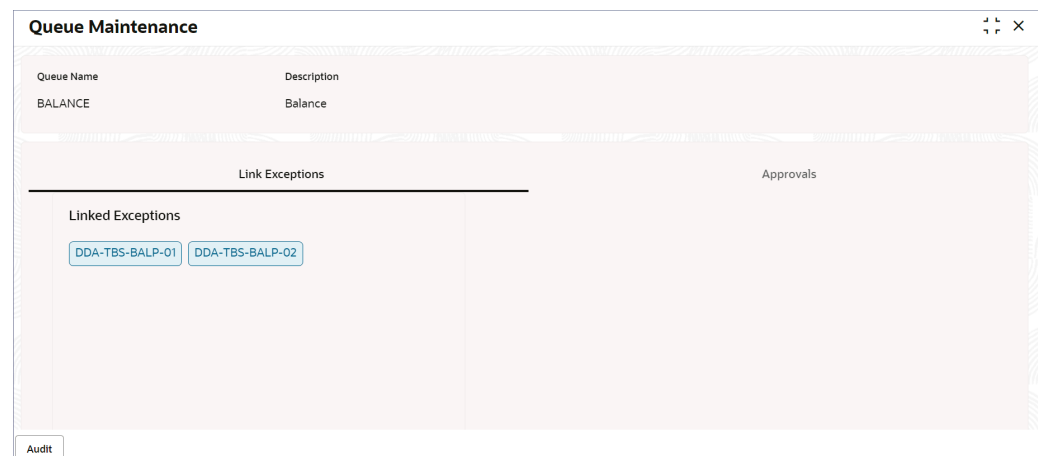 Queue Maintenance
Queue Name Description
BALANCE Balance
Link Exceptions Approvals
Linked Exceptions
DDA-TBS-BALP-01 DDA-TBS-BALP-02
Audit